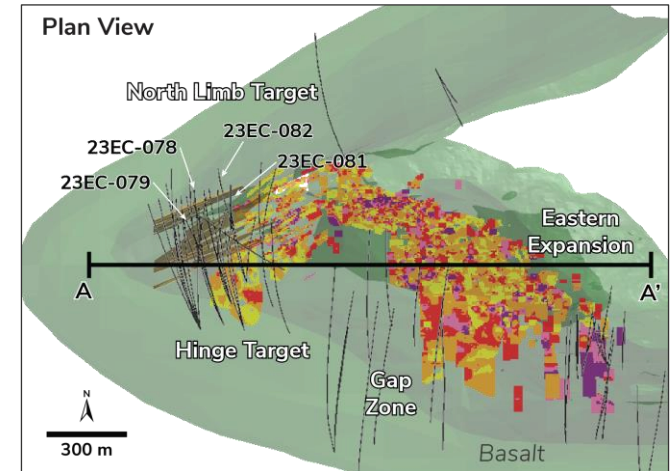 Plan View
North Limb Target
23EC-082
23EC-078
23EC-081
23EC-079
Eastern
Expansion
A
A'
Hinge Target
Gap
Zone
N
300 m
Basalt